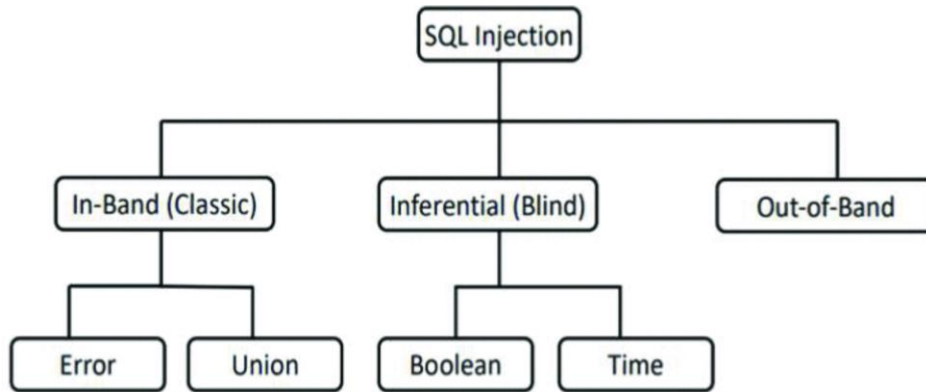 SQL Injection
In-Band (Classic)
Inferential (Blind)
Out-of-Band
Error
Union
Boolean
Time